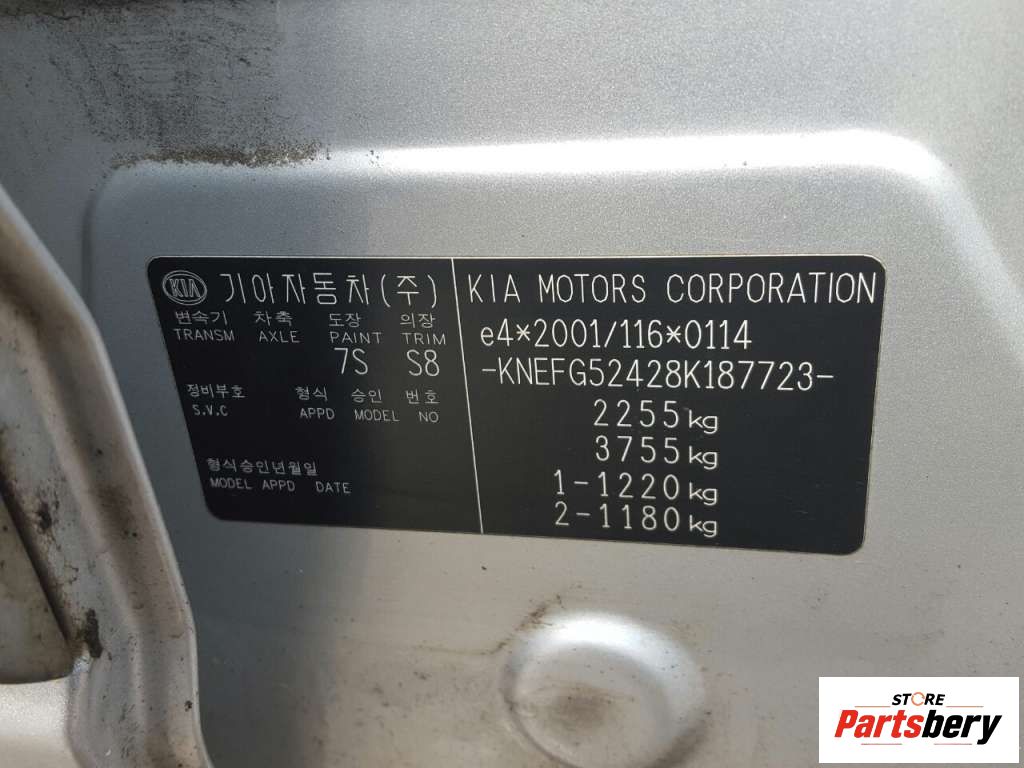 KIA 기아자동차(주)
변속기 차축 도장 의장
TRANSM AXLE PAINT TRIM
7S S8
정비부호 형식 승인 번호
S.V.C APPD MODEL NO
형식승인년월일
MODEL APPD DATE
KIA MOTORS CORPORATION
e4*2001/116*0114
-KNEFG52428K187723-
2255kg
3755kg
1-1220kg
2-1180kg
STORE
Partsbery